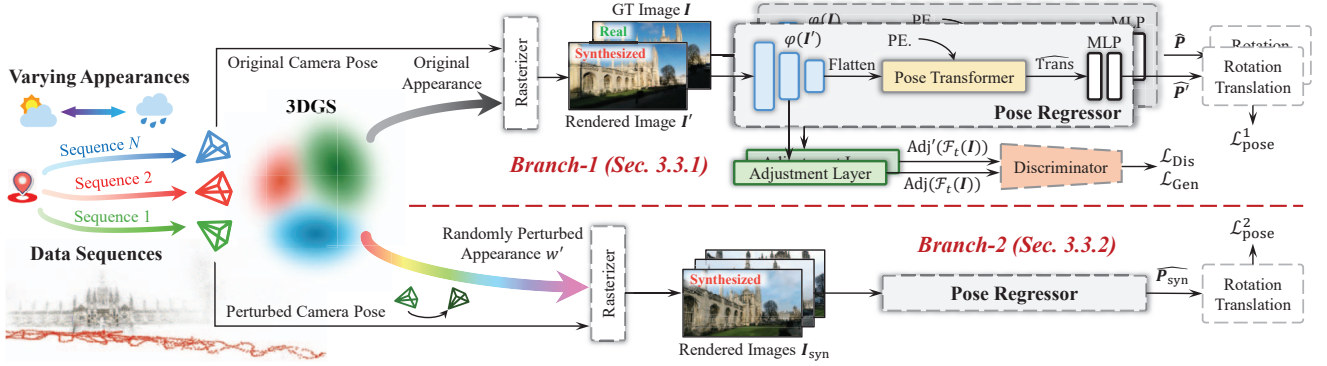 Varying Appearances
Sequence N
Sequence 2
Sequence 1
Data Sequences
Original Camera Pose
3DGS
Original
Appearance
Rasterizer
GT Image I
Real
Synthesized
Rendered Image I′
Branch-1 (Sec. 3.3.1)
φ(I)
PE.
MLP
φ(I′)
PE.
MLP
Flatten
Pose Transformer
Trans
Pose Regressor
P̂
P̂′
Rotation
Rotation
Translation
ℒ¹pose
Adjustment Layer
Adj′(ℱt(I))
Adj(ℱt(I))
Discriminator
ℒDis
ℒGen
Randomly Perturbed
Appearance w′
Perturbed Camera Pose
Rasterizer
Synthesized
Rendered Images Isyn
Branch-2 (Sec. 3.3.2)
Pose Regressor
P̂syn
ℒ²pose
Rotation
Translation